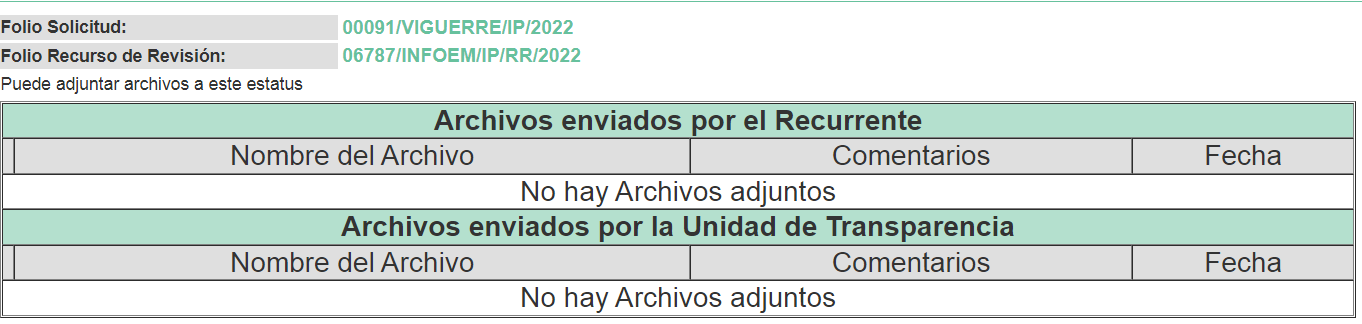 Folio Solicitud: 00091/VIGUERRE/IP/2022
Folio Recurso de Revisión: 06787/INFOEM/IP/RR/2022
Puede adjuntar archivos a este estatus
Archivos enviados por el Recurrente
Nombre del Archivo Comentarios Fecha
No hay Archivos adjuntos
Archivos enviados por la Unidad de Transparencia
Nombre del Archivo Comentarios Fecha
No hay Archivos adjuntos